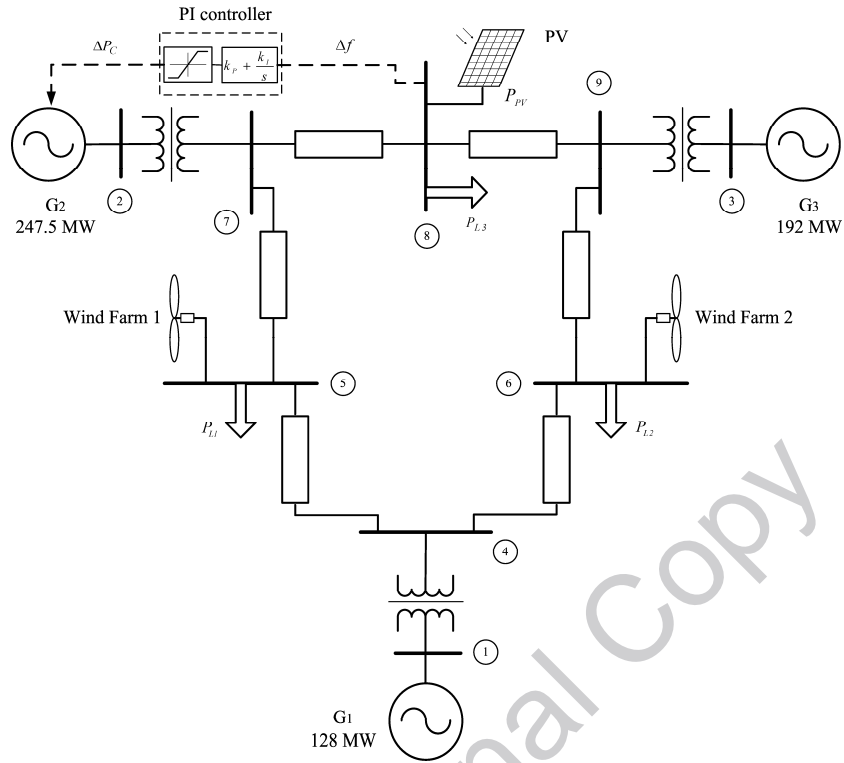 PI controller
ΔP_C
k_P + k_I/s
Δf
PV
P_PV
9
G2
247.5 MW
2
7
8
P_L3
3
G3
192 MW
Wind Farm 1
Wind Farm 2
5
6
P_L1
P_L2
4
1
G1
128 MW
nal Copy